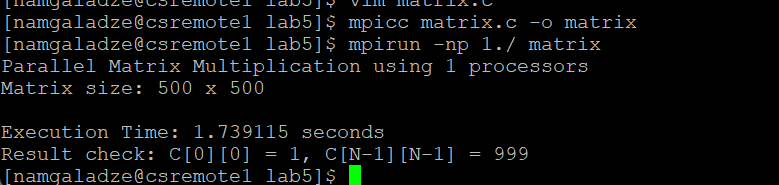 [namgaladze@csremote1 lab5]$ vim matrix.c
[namgaladze@csremote1 lab5]$ mpicc matrix.c -o matrix
[namgaladze@csremote1 lab5]$ mpirun -np 1./ matrix
Parallel Matrix Multiplication using 1 processors
Matrix size: 500 x 500
Execution Time: 1.739115 seconds
Result check: C[0][0] = 1, C[N-1][N-1] = 999
[namgaladze@csremote1 lab5]$